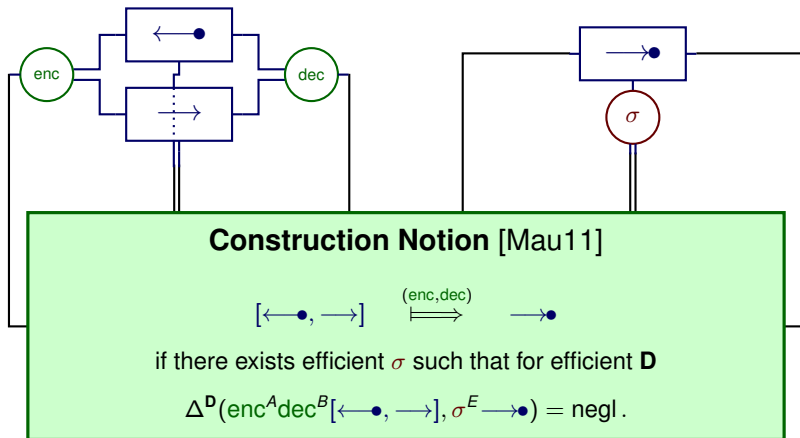 enc ←—● dec —→●
—→ σ
Construction Notion [Mau11]
(enc,dec)
[←—●, —→] ⟾ —→●
if there exists efficient σ such that for efficient D
Δ^D(enc^A dec^B[←—●, —→], σ^E —→●) = negl.